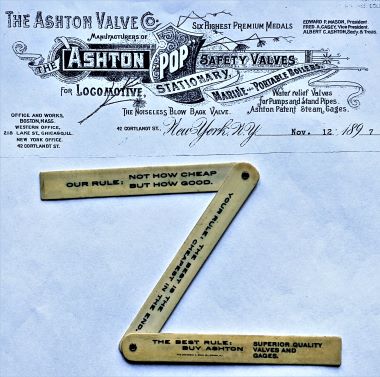 THE ASHTON VALVE CO.
SIX HIGHEST PREMIUM MEDALS
EDWARD P. MASON, PRESIDENT
FRED A. CASEY, Vice President
ALBERT C. ASHTON, Secy. & Treas.
MANUFACTURERS OF
THE ASHTON POP SAFETY VALVES
FOR LOCOMOTIVE, STATIONARY, MARINE AND PORTABLE BOILERS.
Water relief Valves
for Pumps and Stand Pipes.
Ashton Patent Steam Gages.
THE NOISELESS BLOW BACK VALVE.
OFFICE AND WORKS,
BOSTON, MASS.
WESTERN OFFICE,
218 LAKE ST, CHICAGO, ILL.
NEW YORK OFFICE,
42 CORTLANDT ST.
42 CORTLANDT ST. New York, N.Y. Nov. 12 1897
OUR RULE: NOT HOW CHEAP
BUT HOW GOOD.
YOUR RULE: THE BEST IS THE
CHEAPEST IN THE END.
THE BEST RULE:
BUY ASHTON
SUPERIOR QUALITY
VALVES AND
GAGES.